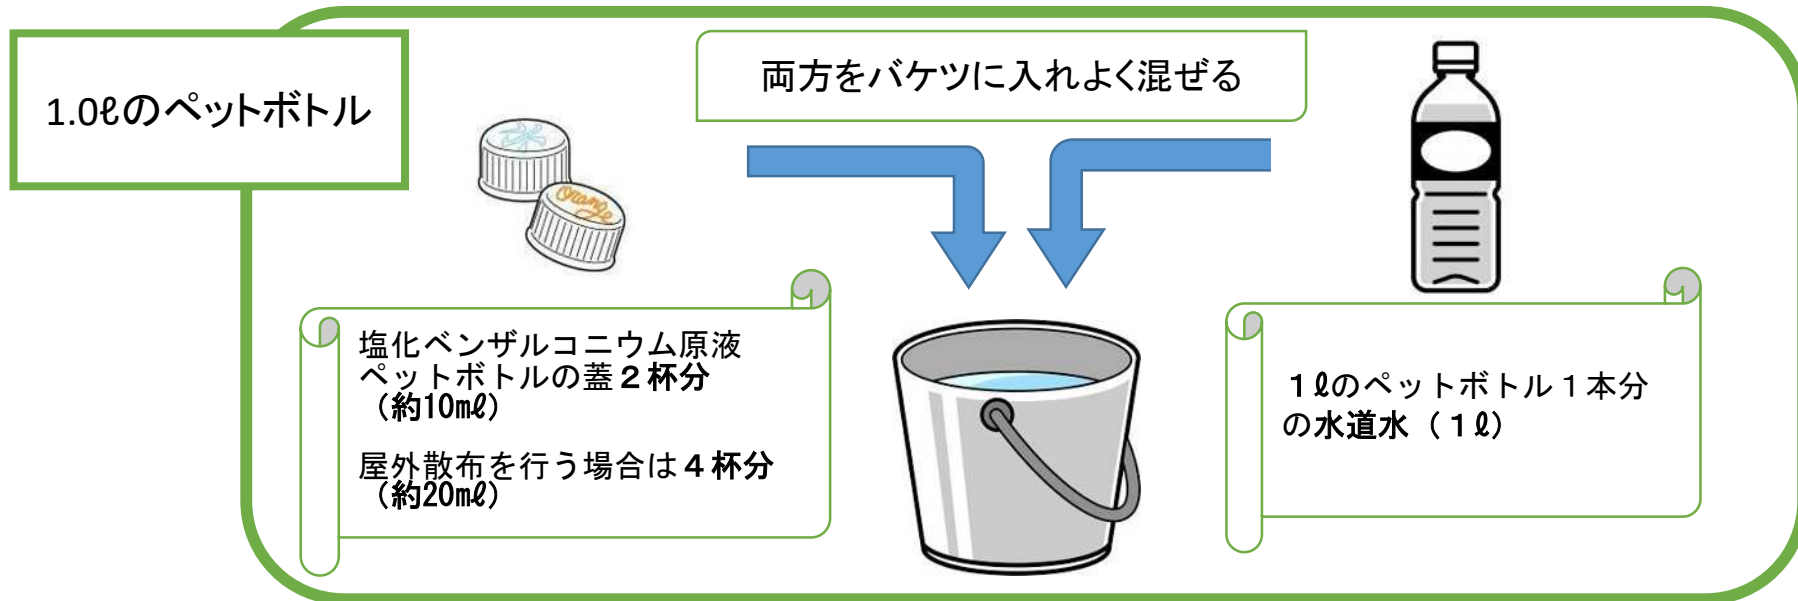 1.0ℓのペットボトル
両方をバケツに入れよく混ぜる
orange
塩化ベンザルコニウム原液
ペットボトルの蓋２杯分
（約10mℓ）
屋外散布を行う場合は４杯分
（約20mℓ）
１ℓのペットボトル１本分
の水道水（１ℓ）